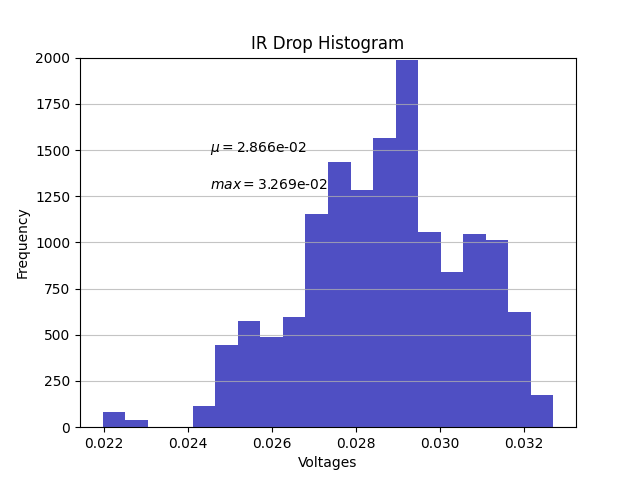 IR Drop Histogram
2000
1750
1500
1250
1000
750
500
250
0
Frequency
μ = 2.866e-02
max = 3.269e-02
0.022 0.024 0.026 0.028 0.030 0.032
Voltages